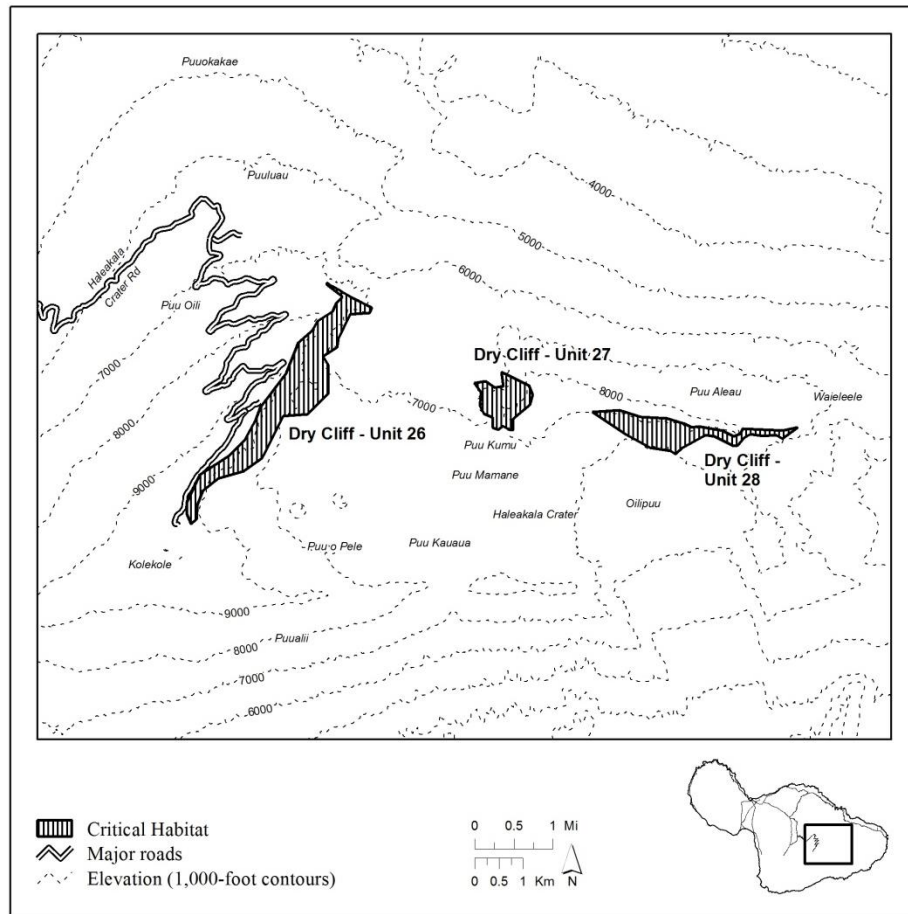 Puuokakae
Puuluau
4000
5000
Haleakala
Crater Rd
6000
Puu Oili
7000
Dry Cliff - Unit 27
8000
Puu Aleau
Waieleele
7000
8000
Dry Cliff - Unit 26
Puu Kumu
Dry Cliff -
Unit 28
9000
Puu Mamane
Haleakala Crater
Oilipuu
Puu o Pele
Puu Kauaua
Kolekole
9000
Puualii
8000
7000
6000
Critical Habitat
Major roads
Elevation (1,000-foot contours)
0 0.5 1 Mi
0 0.5 1 Km
N